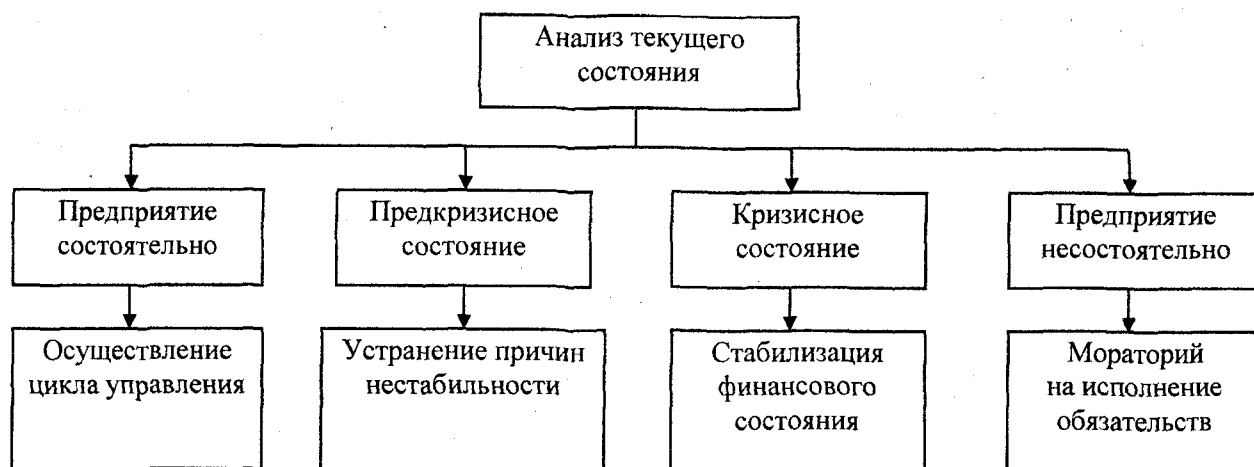 Анализ текущего
состояния
Предприятие
состоятельно
Предкризисное
состояние
Кризисное
состояние
Предприятие
несостоятельно
Осуществление
цикла управления
Устранение причин
нестабильности
Стабилизация
финансового
состояния
Мораторий
на исполнение
обязательств